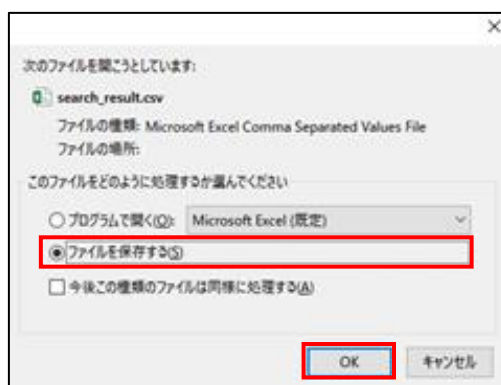 次のファイルを開こうとしています:
search_result.csv
ファイルの種類: Microsoft Excel Comma Separated Values File
ファイルの場所:
このファイルをどのように処理するか選んでください
プログラムで開く(O): Microsoft Excel (既定)
ファイルを保存する(S)
今後この種類のファイルは同様に処理する(A)
OK キャンセル